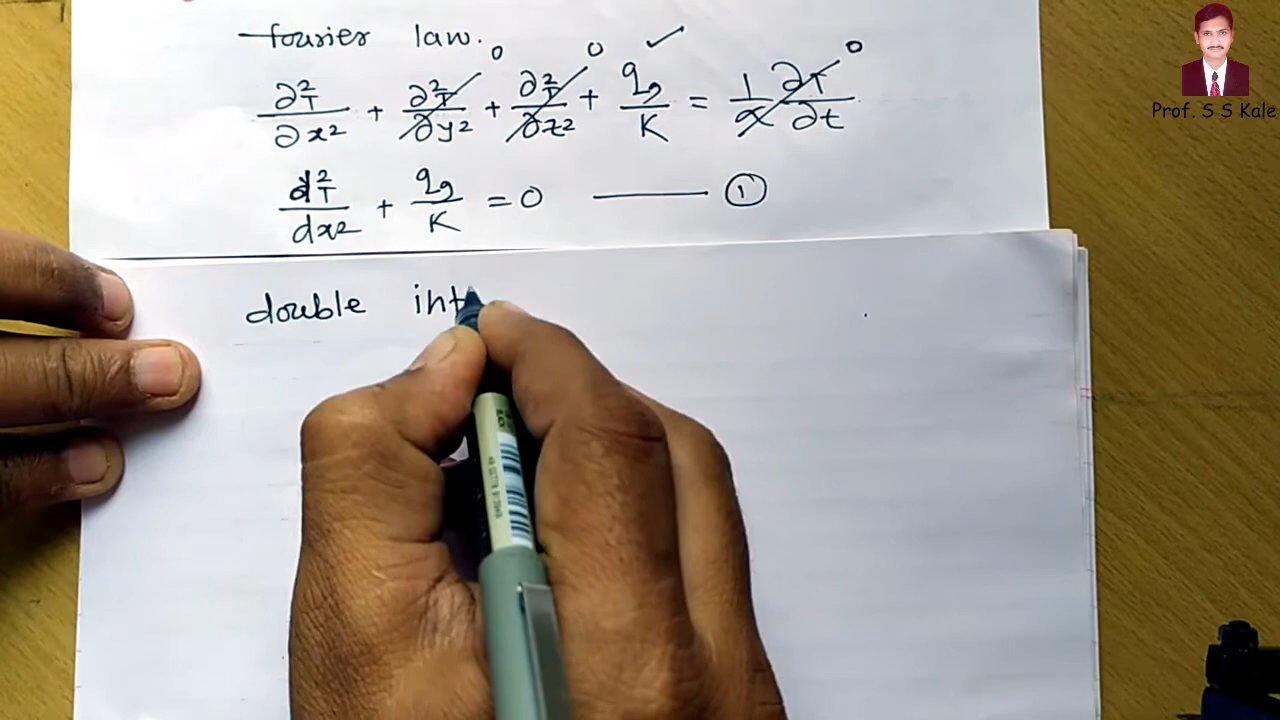 fourier law.
∂²T/∂x² + ∂²T/∂y² + ∂²T/∂z² + qg/K = 1/α ∂T/∂t
0 0 ✓ 0
d²T/dx² + qg/K = 0 —— ①
double int
Prof. S S Kale